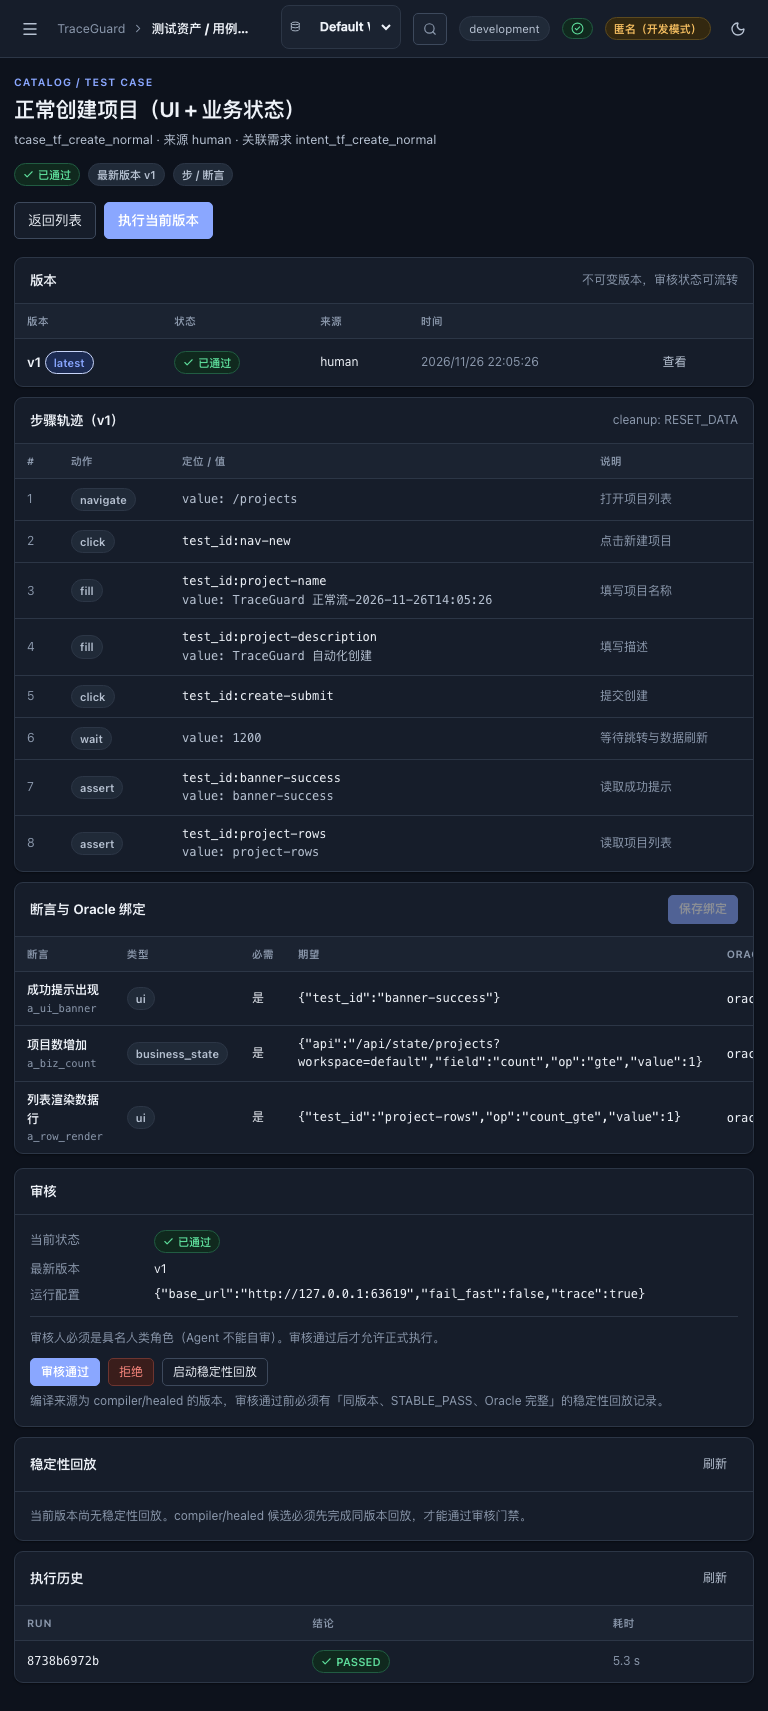 TraceGuard > 测试资产 / 用例...
Default
development
匿名（开发模式）
CATALOG / TEST CASE
正常创建项目（UI + 业务状态）
tcase_tf_create_normal · 来源 human · 关联需求 intent_tf_create_normal
已通过
最新版本 v1
步 / 断言
返回列表
执行当前版本
版本
不可变版本，审核状态可流转
版本 状态 来源 时间
v1 latest 已通过 human 2026/11/26 22:05:26 查看
步骤轨迹（v1）
cleanup: RESET_DATA
# 动作 定位 / 值 说明
1 navigate value: /projects 打开项目列表
2 click test_id:nav-new 点击新建项目
3 fill test_id:project-name 填写项目名称
value: TraceGuard 正常流-2026-11-26T14:05:26
4 fill test_id:project-description 填写描述
value: TraceGuard 自动化创建
5 click test_id:create-submit 提交创建
6 wait value: 1200 等待跳转与数据刷新
7 assert test_id:banner-success 读取成功提示
value: banner-success
8 assert test_id:project-rows 读取项目列表
value: project-rows
断言与 Oracle 绑定
保存绑定
断言 类型 必需 期望
成功提示出现
a_ui_banner
ui 是 {"test_id":"banner-success"}
项目数增加
a_biz_count
business_state 是 {"api":"/api/state/projects?
workspace=default","field":"count","op":"gte","value":1}
列表渲染数据
行
a_row_render
ui 是 {"test_id":"project-rows","op":"count_gte","value":1}
审核
当前状态 已通过
最新版本 v1
运行配置 {"base_url":"http://127.0.0.1:63619","fail_fast":false,"trace":true}
审核人必须是具名人类角色（Agent 不能自审）。审核通过后才允许正式执行。
审核通过 拒绝 启动稳定性回放
编译来源为 compiler/healed 的版本，审核通过前必须有「同版本、STABLE_PASS、Oracle 完整」的稳定性回放记录。
稳定性回放
刷新
当前版本尚无稳定性回放。compiler/healed 候选必须先完成同版本回放，才能通过审核门禁。
执行历史
刷新
RUN 结论 耗时
8738b6972b PASSED 5.3 s